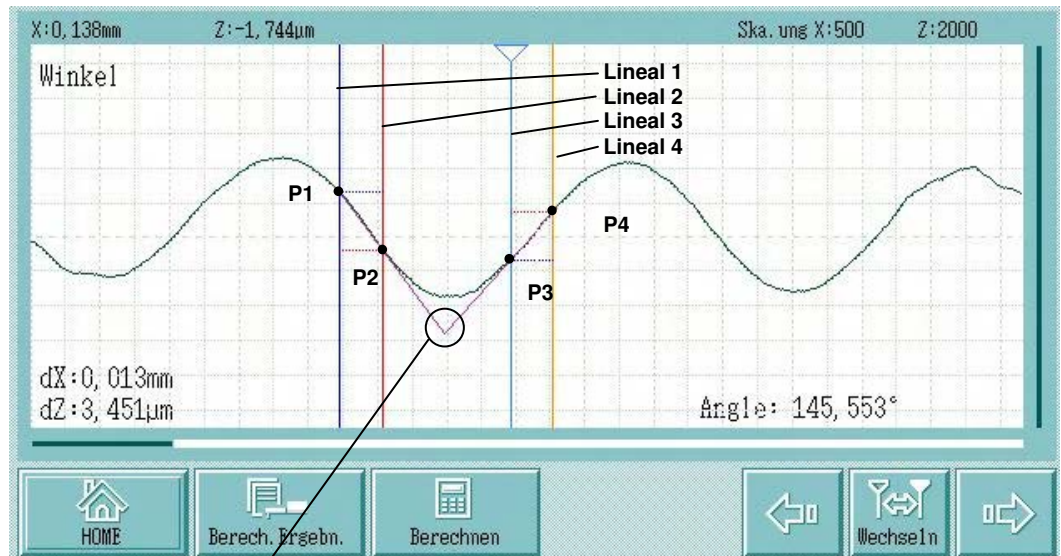 X:0,138mm Z:-1,744µm Ska.ung X:500 Z:2000
Winkel
Lineal 1
Lineal 2
Lineal 3
Lineal 4
P1
P4
P2
P3
dX:0,013mm
dZ:3,451µm
Angle: 145,553°
HOME
Berech.Ergebn.
Berechnen
Wechseln